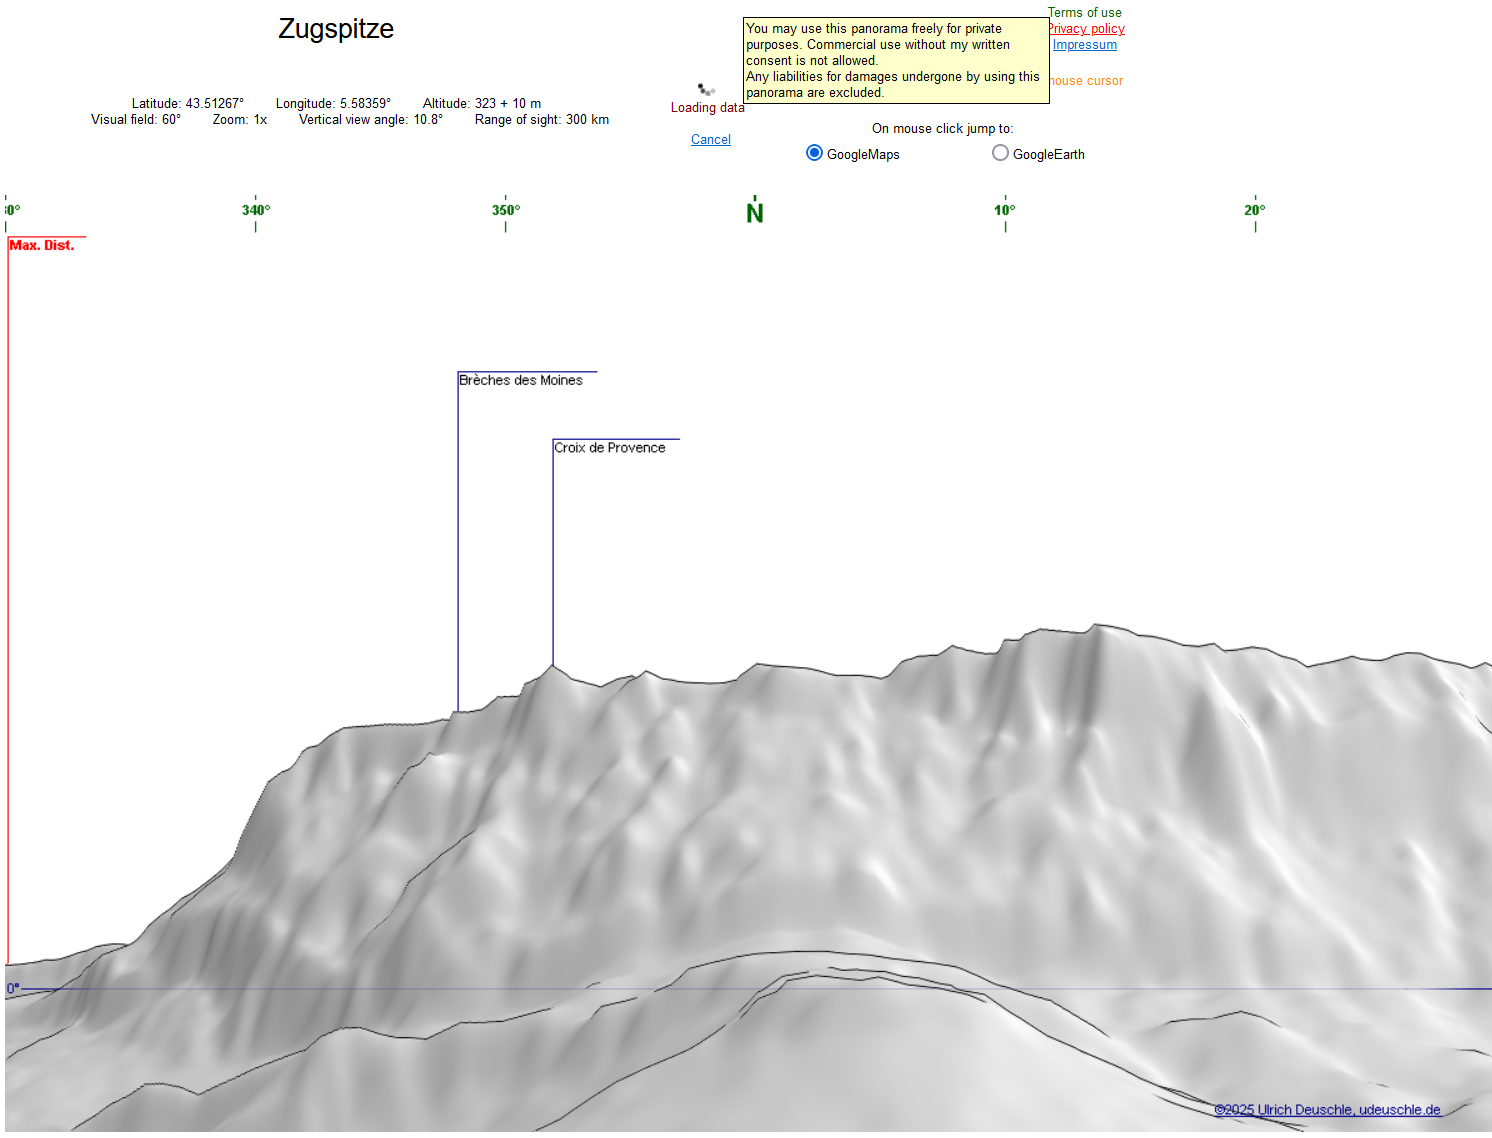 Zugspitze
Terms of use
Privacy policy
Impressum
mouse cursor
You may use this panorama freely for private
purposes. Commercial use without my written
consent is not allowed.
Any liabilities for damages undergone by using this
panorama are excluded.
Latitude: 43.51267° Longitude: 5.58359° Altitude: 323 + 10 m
Visual field: 60° Zoom: 1x Vertical view angle: 10.8° Range of sight: 300 km
Loading data
Cancel
On mouse click jump to:
GoogleMaps GoogleEarth
340° 350° N 10° 20°
Max. Dist.
Brèches des Moines
Croix de Provence
0°
©2025 Ulrich Deuschle, udeuschle.de